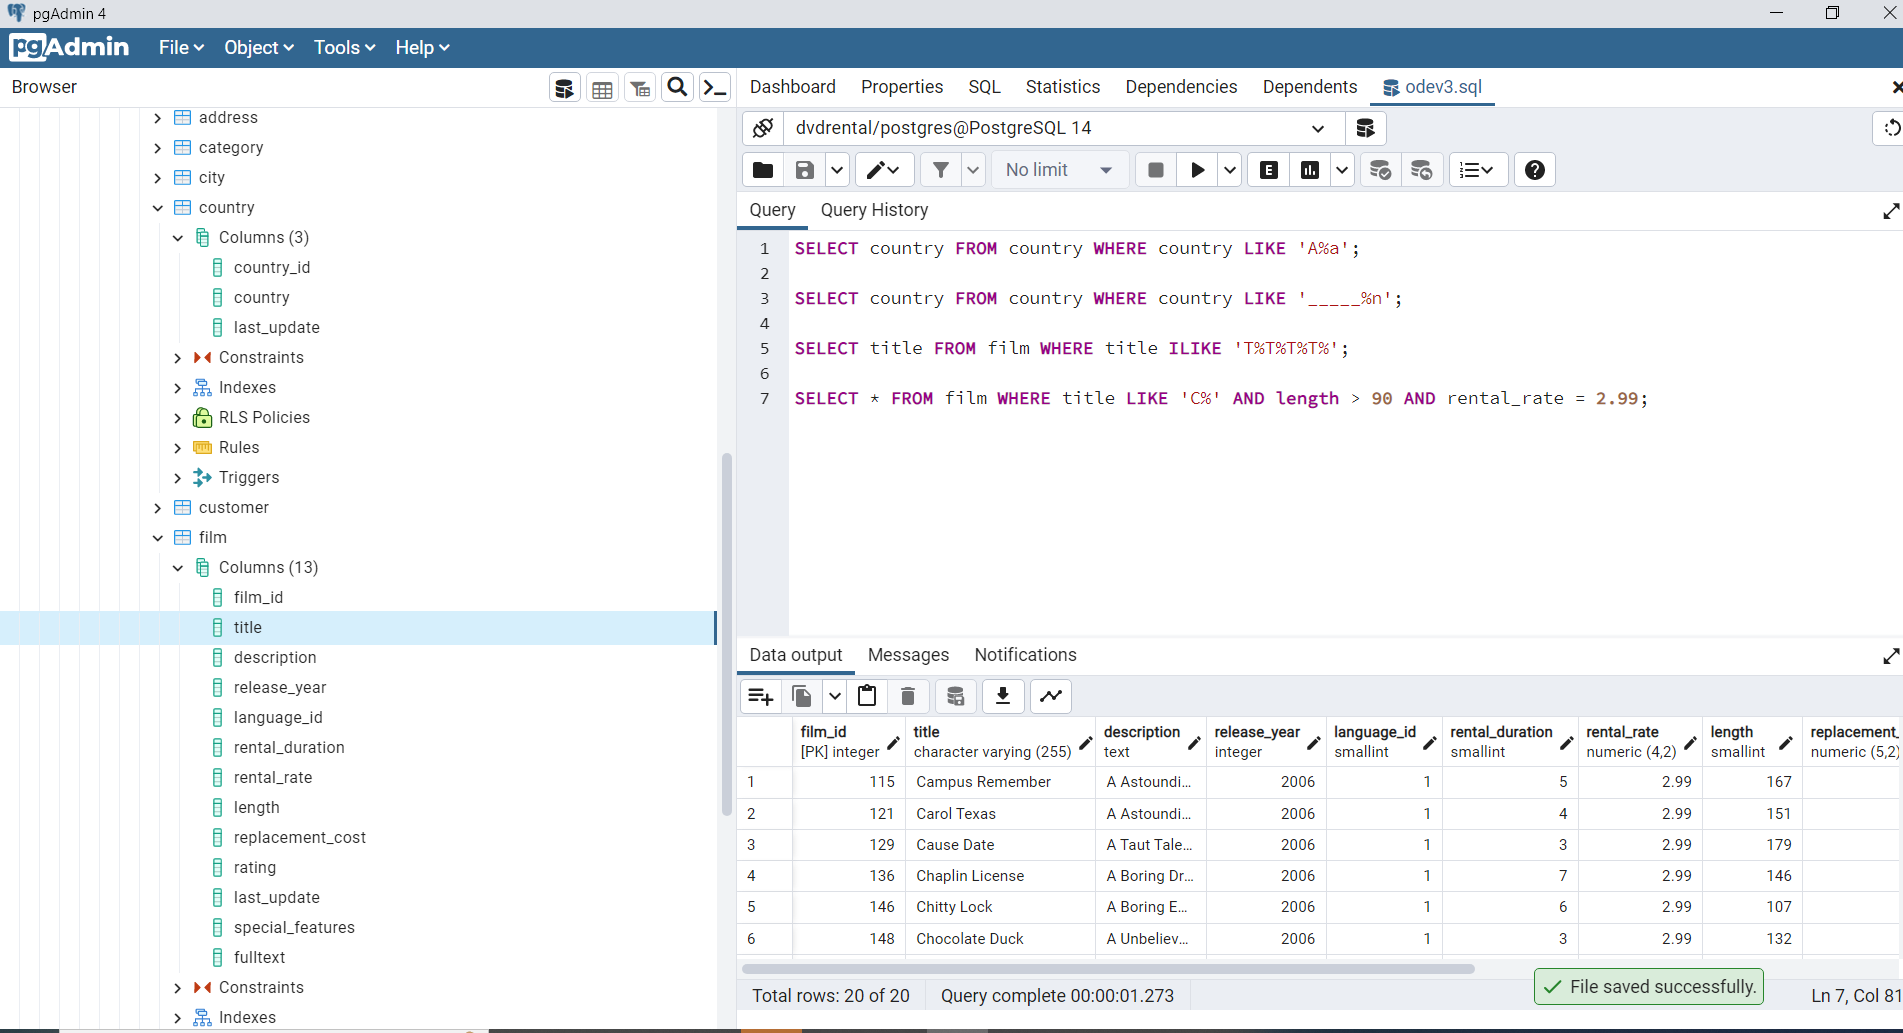 pgAdmin 4
pgAdmin File Object Tools Help
Browser
address
category
city
country
Columns (3)
country_id
country
last_update
Constraints
Indexes
RLS Policies
Rules
Triggers
customer
film
Columns (13)
film_id
title
description
release_year
language_id
rental_duration
rental_rate
length
replacement_cost
rating
last_update
special_features
fulltext
Constraints
Indexes
Dashboard Properties SQL Statistics Dependencies Dependents odev3.sql
dvdrental/postgres@PostgreSQL 14
No limit E
Query Query History
1 SELECT country FROM country WHERE country LIKE 'A%a';
2
3 SELECT country FROM country WHERE country LIKE '_____%n';
4
5 SELECT title FROM film WHERE title ILIKE 'T%T%T%T%';
6
7 SELECT * FROM film WHERE title LIKE 'C%' AND length > 90 AND rental_rate = 2.99;
Data output Messages Notifications
film_id title description release_year language_id rental_duration rental_rate length replacement_
[PK] integer character varying (255) text integer smallint smallint numeric (4,2) smallint numeric (5,2)
1 115 Campus Remember A Astoundi... 2006 1 5 2.99 167
2 121 Carol Texas A Astoundi... 2006 1 4 2.99 151
3 129 Cause Date A Taut Tale... 2006 1 3 2.99 179
4 136 Chaplin License A Boring Dr... 2006 1 7 2.99 146
5 146 Chitty Lock A Boring E... 2006 1 6 2.99 107
6 148 Chocolate Duck A Unbeliev... 2006 1 3 2.99 132
Total rows: 20 of 20 Query complete 00:00:01.273 File saved successfully. Ln 7, Col 81